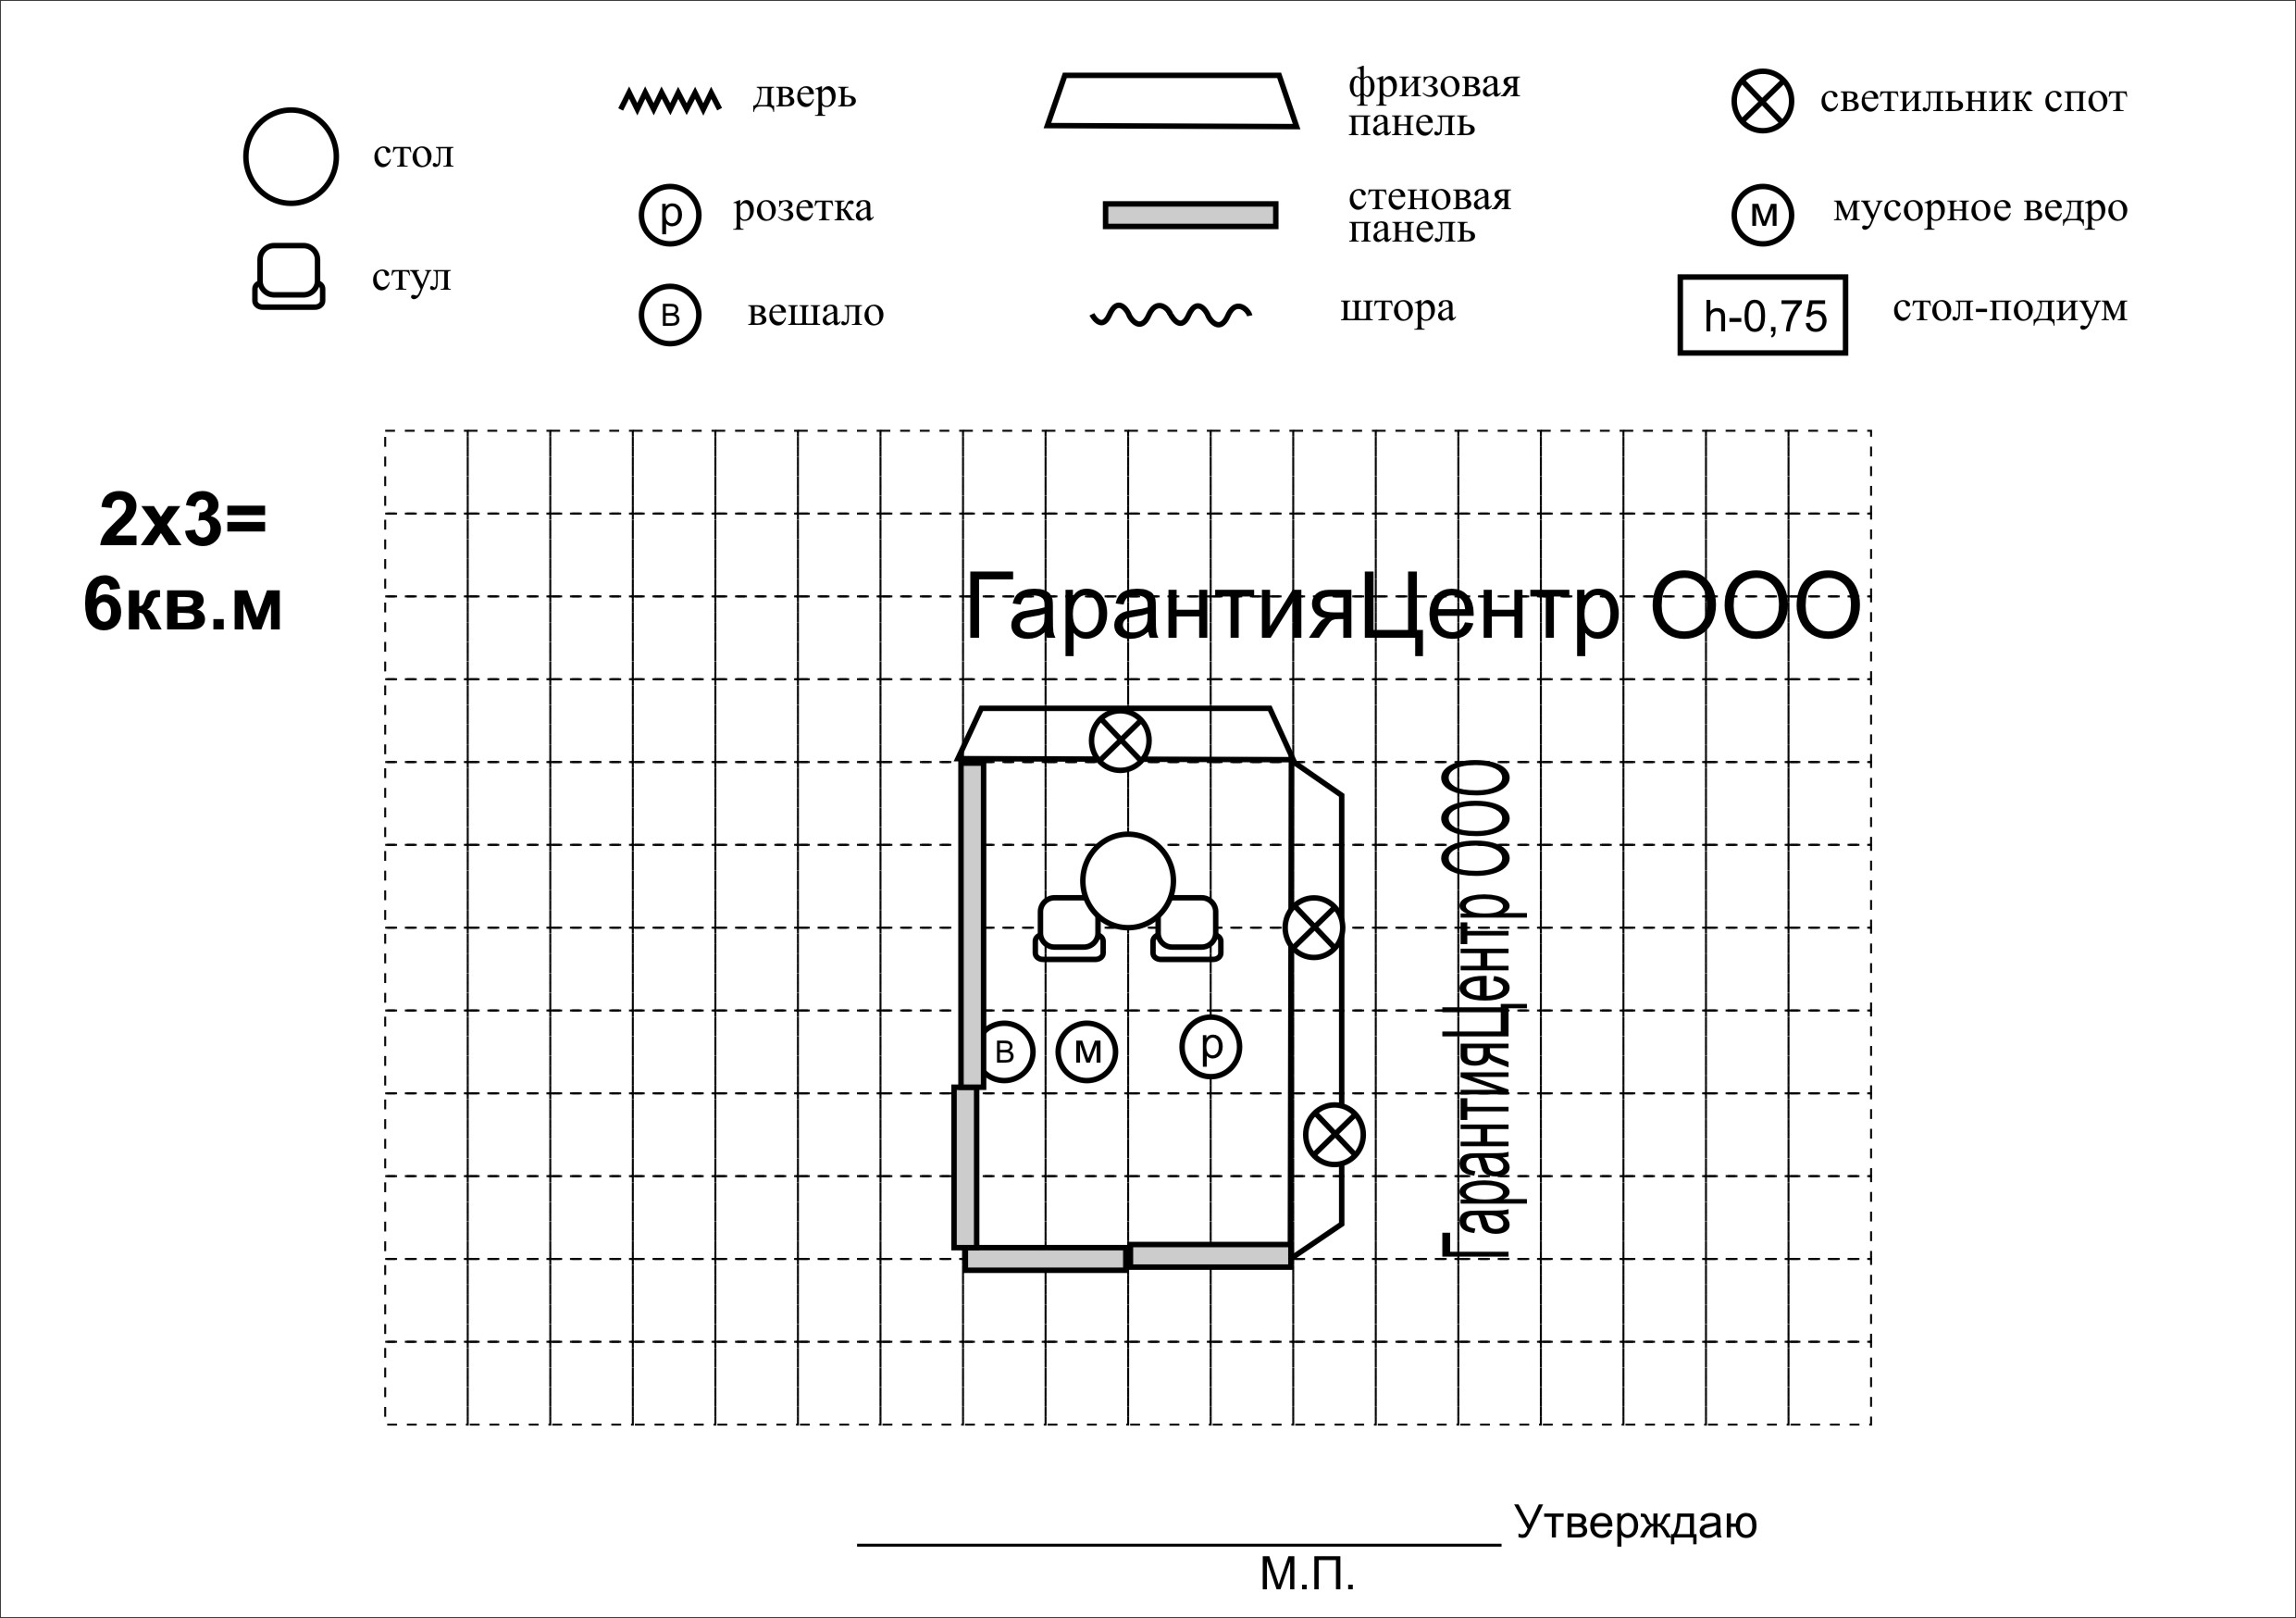 стол
стул
дверь
р розетка
в вешало
фризовая
панель
стеновая
панель
штора
светильник спот
м мусорное ведро
h-0,75 стол-подиум
2х3=
6кв.м
ГарантияЦентр ООО
ГарантияЦентр ООО
в м р
Утверждаю
М.П.